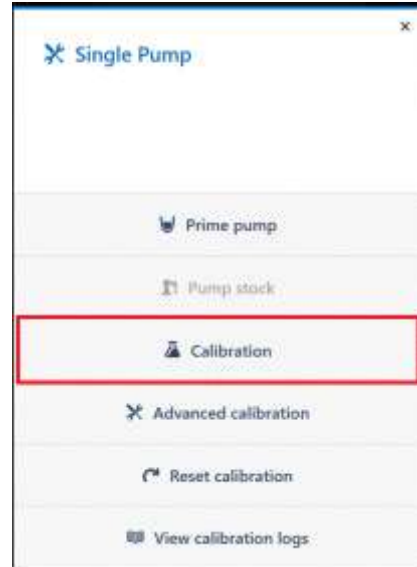 Single Pump
Prime pump
Pump stock
Calibration
Advanced calibration
Reset calibration
View calibration logs